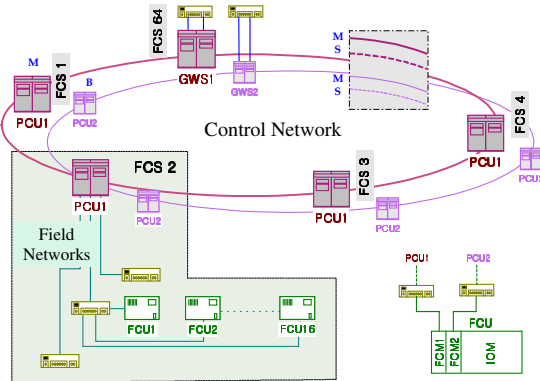 FCS 64
M
S
M
S
M
FCS 1
B
GWS1
GWS2
PCU1
PCU2
Control Network
FCS 4
PCU1
PCU2
FCS 2
PCU1
PCU2
FCS 3
PCU1
PCU2
Field
Networks
PCU1
PCU2
FCU1
FCU2
FCU16
FCU
FCM1
FCM2
IOM